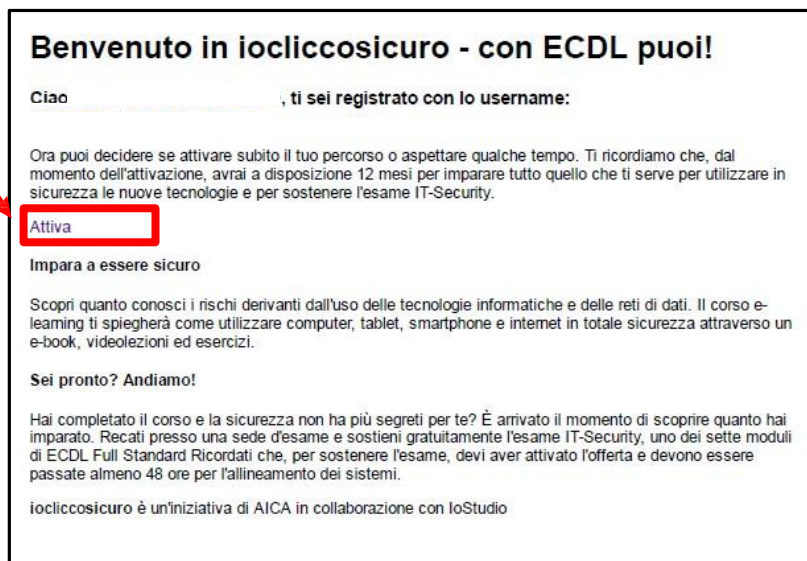 Benvenuto in iocliccosicuro - con ECDL puoi!
Ciao , ti sei registrato con lo username:
Ora puoi decidere se attivare subito il tuo percorso o aspettare qualche tempo. Ti ricordiamo che, dal
momento dell'attivazione, avrai a disposizione 12 mesi per imparare tutto quello che ti serve per utilizzare in
sicurezza le nuove tecnologie e per sostenere l'esame IT-Security.
Attiva
Impara a essere sicuro
Scopri quanto conosci i rischi derivanti dall'uso delle tecnologie informatiche e delle reti di dati. Il corso e-
learning ti spiegherà come utilizzare computer, tablet, smartphone e internet in totale sicurezza attraverso un
e-book, videolezioni ed esercizi.
Sei pronto? Andiamo!
Hai completato il corso e la sicurezza non ha più segreti per te? È arrivato il momento di scoprire quanto hai
imparato. Recati presso una sede d'esame e sostieni gratuitamente l'esame IT-Security, uno dei sette moduli
di ECDL Full Standard Ricordati che, per sostenere l'esame, devi aver attivato l'offerta e devono essere
passate almeno 48 ore per l'allineamento dei sistemi.
iocliccosicuro è un'iniziativa di AICA in collaborazione con IoStudio